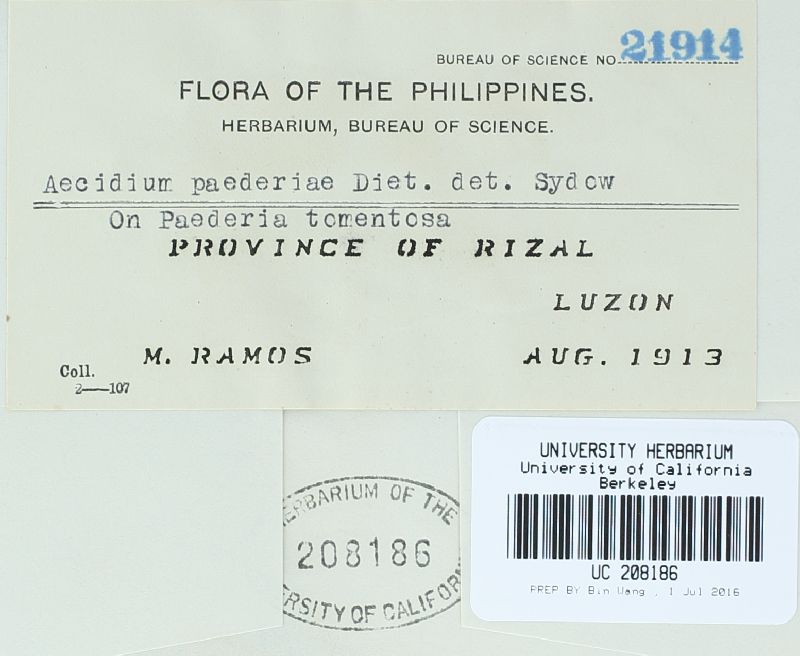 BUREAU OF SCIENCE NO. 21914
FLORA OF THE PHILIPPINES.
HERBARIUM, BUREAU OF SCIENCE.
Aecidium paederiae Diet. det. Sydow
On Paederia tomentosa
PROVINCE OF RIZAL
LUZON
Coll. M. RAMOS AUG. 1913
2—107
HERBARIUM OF THE
208186
ERSITY OF CALIFOR
UNIVERSITY HERBARIUM
University of California
Berkeley
UC 208186
PREP BY Bin Wang , 1 Jul 2016